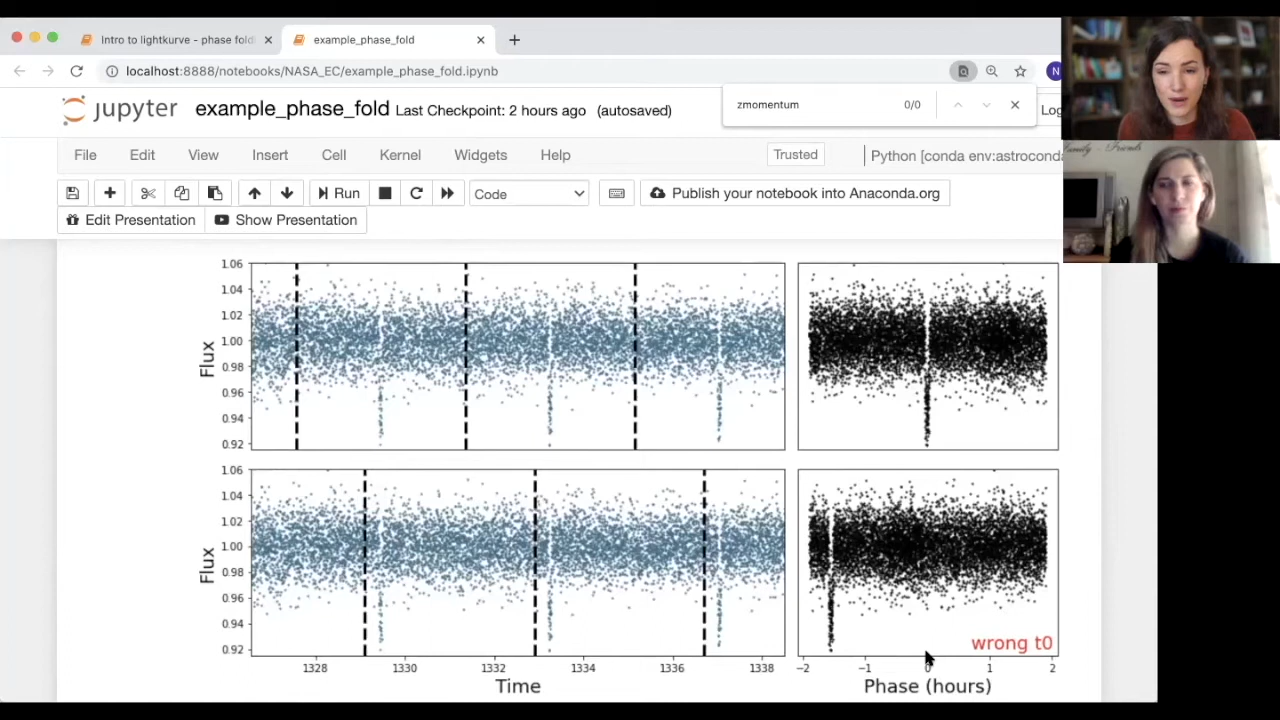 Intro to lightkurve - phase fold
example_phase_fold
localhost:8888/notebooks/NASA_EC/example_phase_fold.ipynb
N
zmomentum 0/0
jupyter example_phase_fold Last Checkpoint: 2 hours ago (autosaved)
Log
File Edit View Insert Cell Kernel Widgets Help
Trusted
Python [conda env:astrocond
Run
Code
Publish your notebook into Anaconda.org
Edit Presentation
Show Presentation
Family Friends
1.06
1.04
1.02
1.00
0.98
0.96
0.94
0.92
Flux
1.06
1.04
1.02
1.00
0.98
0.96
0.94
0.92
Flux
wrong t0
1328 1330 1332 1334 1336 1338
Time
−2 −1 0 1 2
Phase (hours)